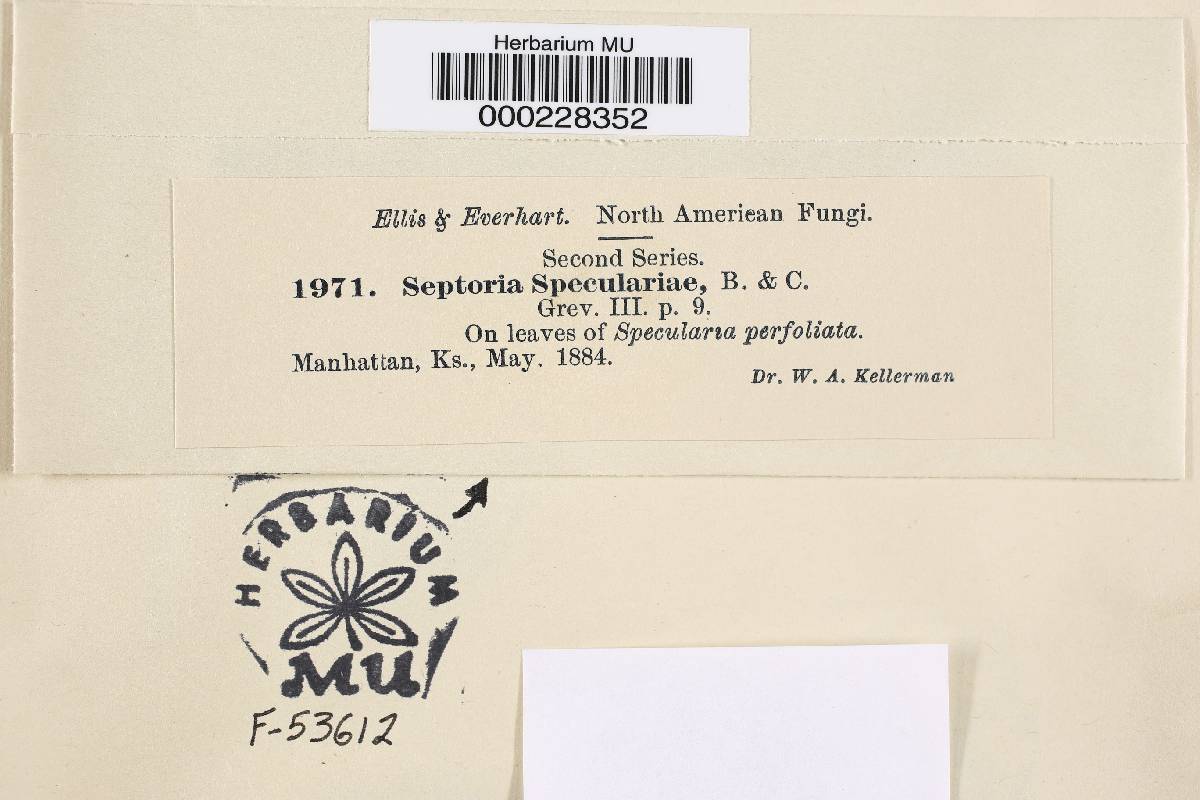 Herbarium MU
000228352
Ellis & Everhart. North American Fungi.
Second Series.
1971. Septoria Speculariae, B. & C.
Grev. III. p. 9.
On leaves of Specularia perfoliata.
Manhattan, Ks., May. 1884.
Dr. W. A. Kellerman
HERBARIUM
MU
F-53612